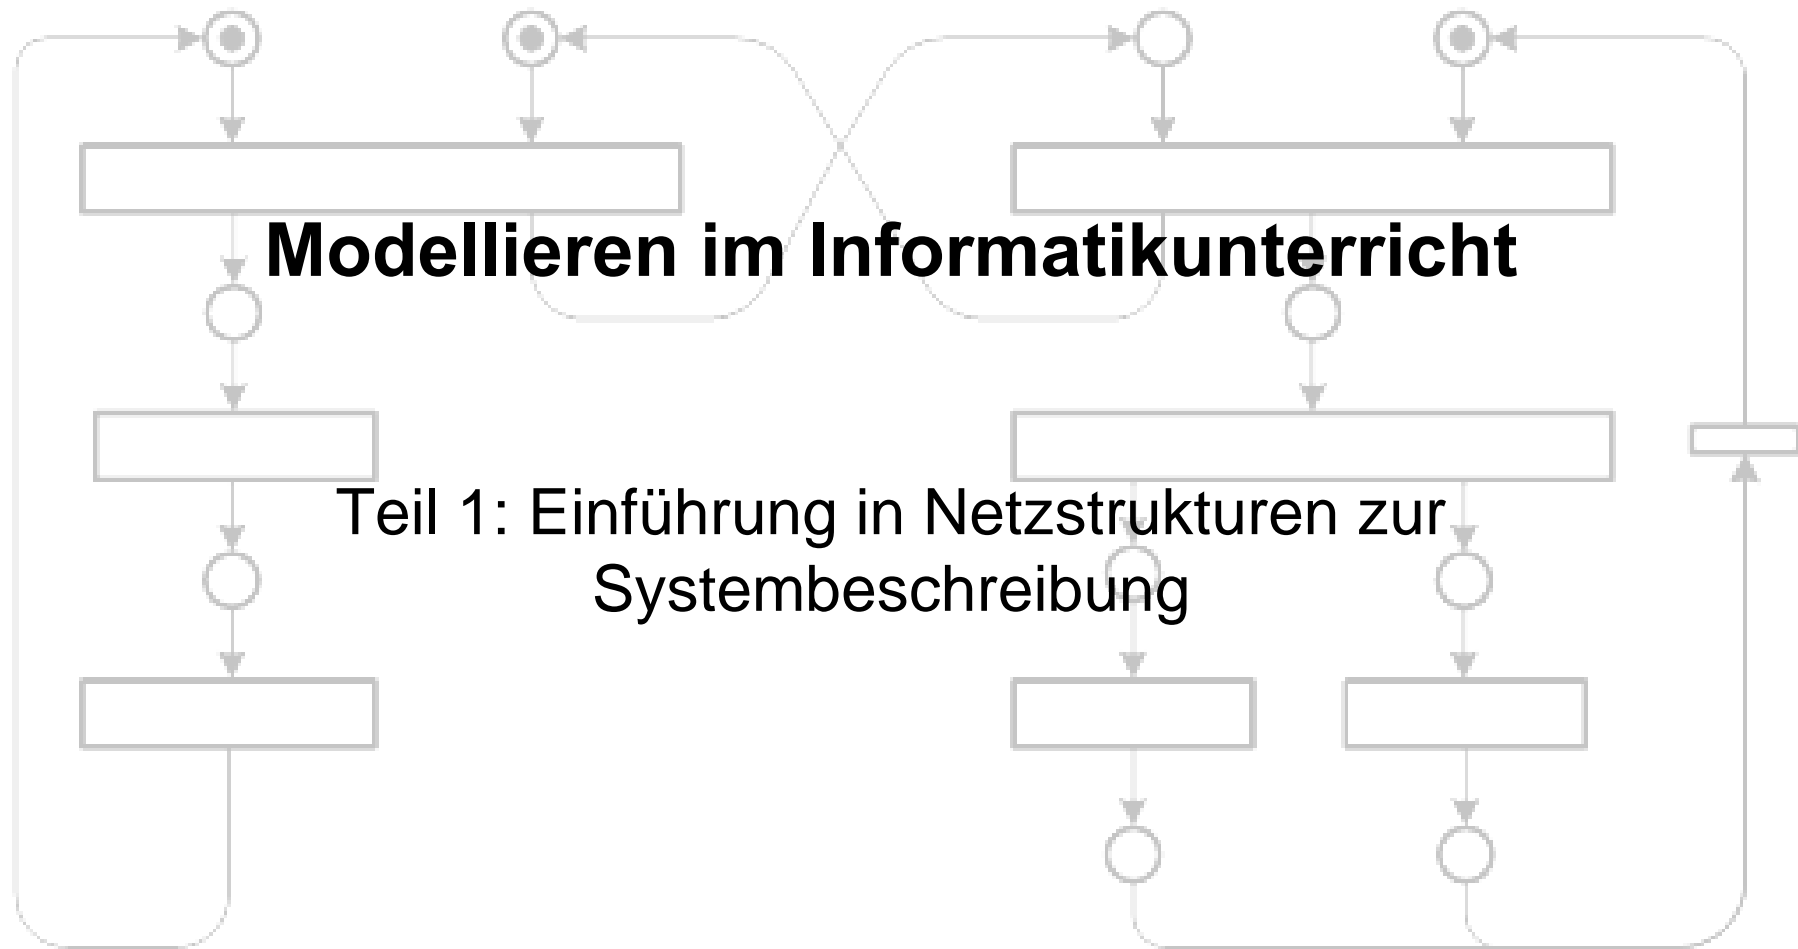 Modellieren im Informatikunterricht
Teil 1: Einführung in Netzstrukturen zur
Systembeschreibung